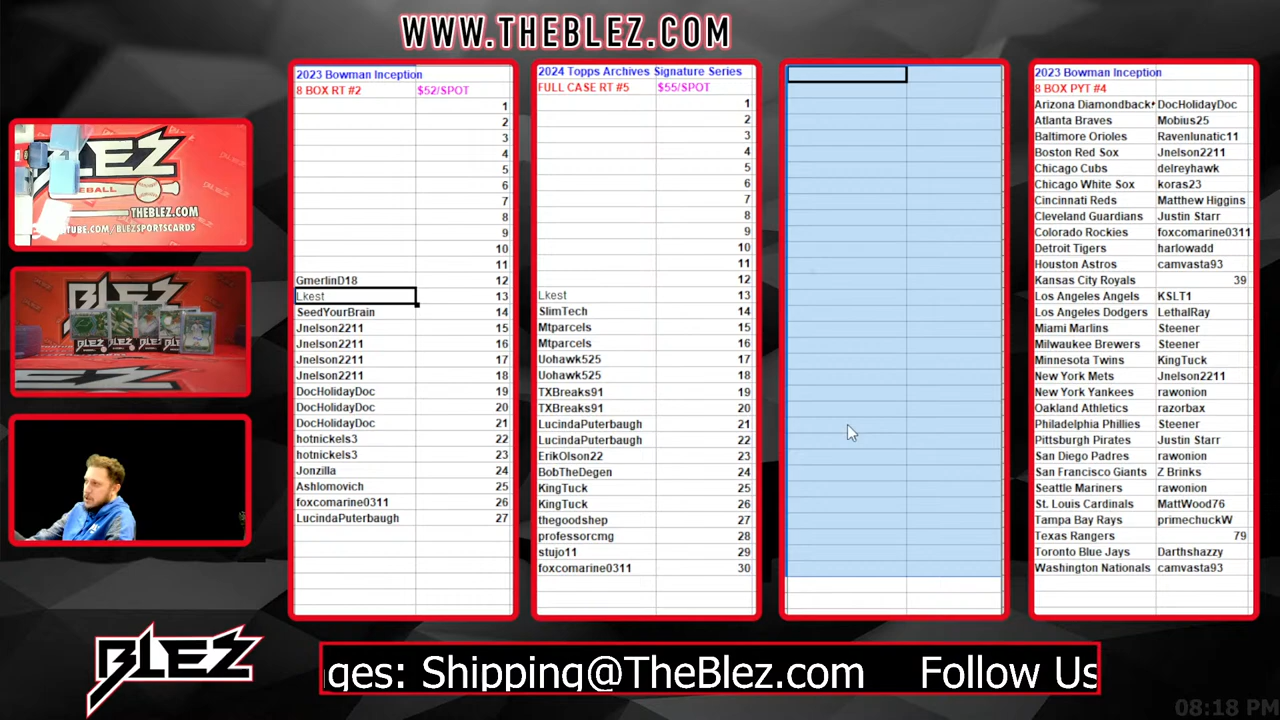 WWW.THEBLEZ.COM
BLEZ
BASEBALL
THEBLEZ.COM
2023 Bowman Inception
8 BOX RT #2 $52/SPOT
1
2
3
4
5
6
7
8
9
10
11
GmerlinD18 12
Lkest 13
SeedYourBrain 14
Jnelson2211 15
Jnelson2211 16
Jnelson2211 17
Jnelson2211 18
DocHolidayDoc 19
DocHolidayDoc 20
DocHolidayDoc 21
hotnickels3 22
hotnickels3 23
Jonzilla 24
Ashlomovich 25
foxcomarine0311 26
LucindaPuterbaugh 27
2024 Topps Archives Signature Series
FULL CASE RT #5 $55/SPOT
1
2
3
4
5
6
7
8
9
10
11
12
Lkest 13
SlimTech 14
Mtparcels 15
Mtparcels 16
Uohawk525 17
Uohawk525 18
TXBreaks91 19
TXBreaks91 20
LucindaPuterbaugh 21
LucindaPuterbaugh 22
ErikOlson22 23
BobTheDegen 24
KingTuck 25
KingTuck 26
thegoodshep 27
professorcmg 28
stujo11 29
foxcomarine0311 30
2023 Bowman Inception
8 BOX PYT #4
Arizona Diamondback DocHolidayDoc
Atlanta Braves Mobius25
Baltimore Orioles Ravenlunatic11
Boston Red Sox Jnelson2211
Chicago Cubs delreyhawk
Chicago White Sox koras23
Cincinnati Reds Matthew Higgins
Cleveland Guardians Justin Starr
Colorado Rockies foxcomarine0311
Detroit Tigers harlowadd
Houston Astros camvasta93
Kansas City Royals 39
Los Angeles Angels KSLT1
Los Angeles Dodgers LethalRay
Miami Marlins Steener
Milwaukee Brewers Steener
Minnesota Twins KingTuck
New York Mets Jnelson2211
New York Yankees rawonion
Oakland Athletics razorbax
Philadelphia Phillies Steener
Pittsburgh Pirates Justin Starr
San Diego Padres rawonion
San Francisco Giants Z Brinks
Seattle Mariners rawonion
St. Louis Cardinals MattWood76
Tampa Bay Rays primechuckW
Texas Rangers 79
Toronto Blue Jays Darthshazzy
Washington Nationals camvasta93
BLEZ
ges: Shipping@TheBlez.com Follow Us
08:18 PM